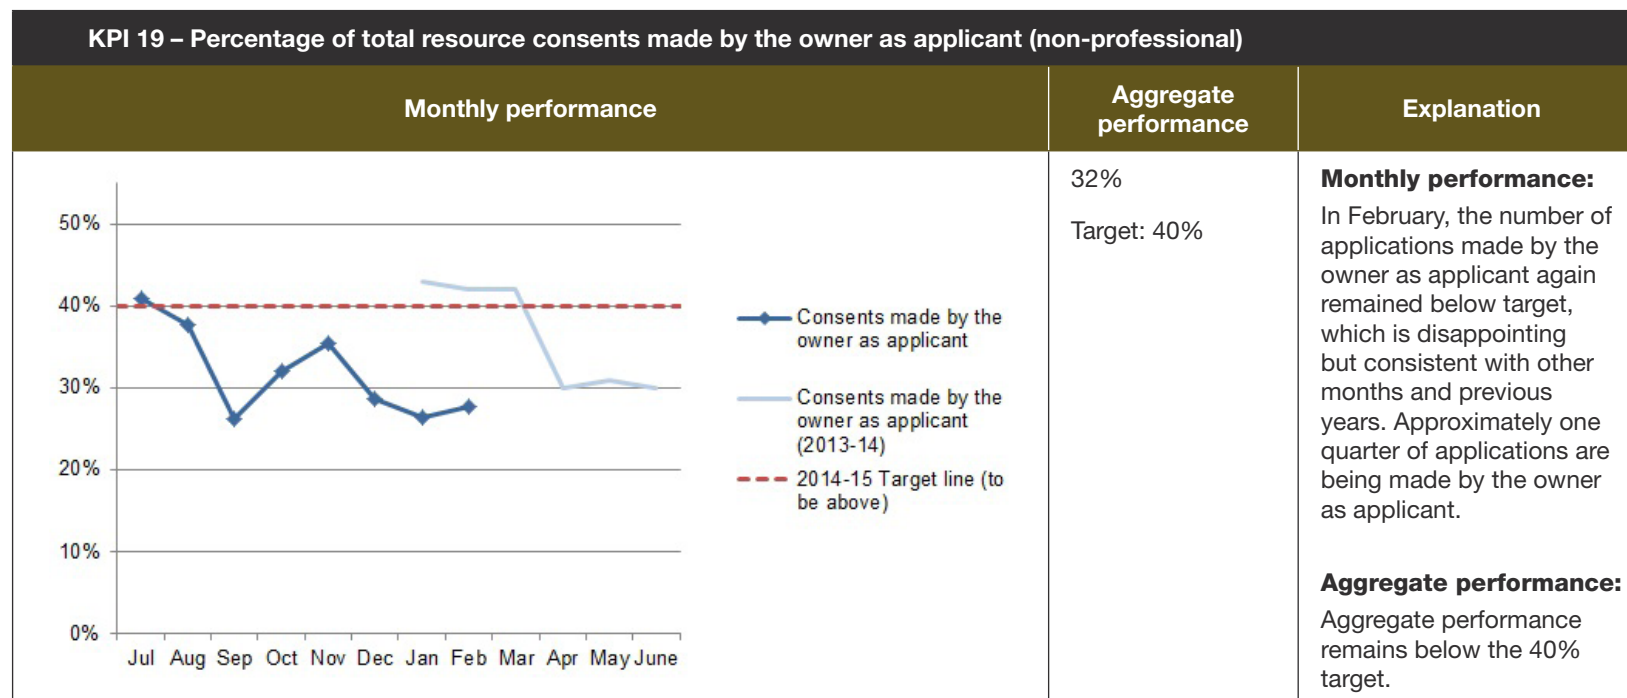 KPI 19 – Percentage of total resource consents made by the owner as applicant (non-professional)
Monthly performance
Aggregate
performance
Explanation
50%
40%
30%
20%
10%
0%
Jul Aug Sep Oct Nov Dec Jan Feb Mar Apr May June
Consents made by the
owner as applicant
Consents made by the
owner as applicant
(2013-14)
2014-15 Target line (to
be above)
32%
Target: 40%
Monthly performance:
In February, the number of
applications made by the
owner as applicant again
remained below target,
which is disappointing
but consistent with other
months and previous
years. Approximately one
quarter of applications are
being made by the owner
as applicant.
Aggregate performance:
Aggregate performance
remains below the 40%
target.